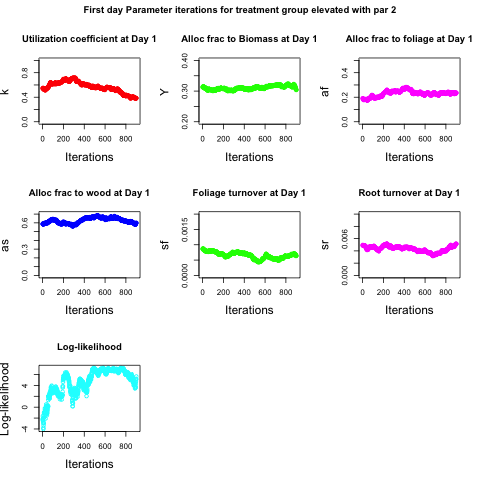 First day Parameter iterations for treatment group elevated with par 2
Utilization coefficient at Day 1
k
0.0 0.4 0.8
0 200 400 600 800
Iterations
Alloc frac to Biomass at Day 1
Y
0.20 0.30 0.40
0 200 400 600 800
Iterations
Alloc frac to foliage at Day 1
af
0.0 0.2 0.4
0 200 400 600 800
Iterations
Alloc frac to wood at Day 1
as
0.0 0.3 0.6
0 200 400 600 800
Iterations
Foliage turnover at Day 1
sf
0.0000 0.0015
0 200 400 600 800
Iterations
Root turnover at Day 1
sr
0.000 0.006
0 200 400 600 800
Iterations
Log-likelihood
Log-likelihood
-4 0 4
0 200 400 600 800
Iterations